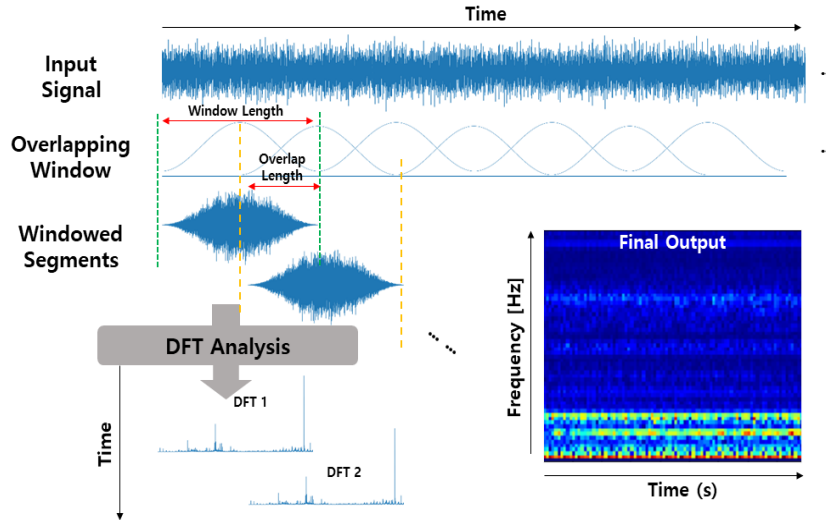 Time
Input
Signal
Window Length
Overlapping
Window
Overlap
Length
Windowed
Segments
Final Output
Frequency [Hz]
DFT Analysis
DFT 1
Time
DFT 2
Time (s)